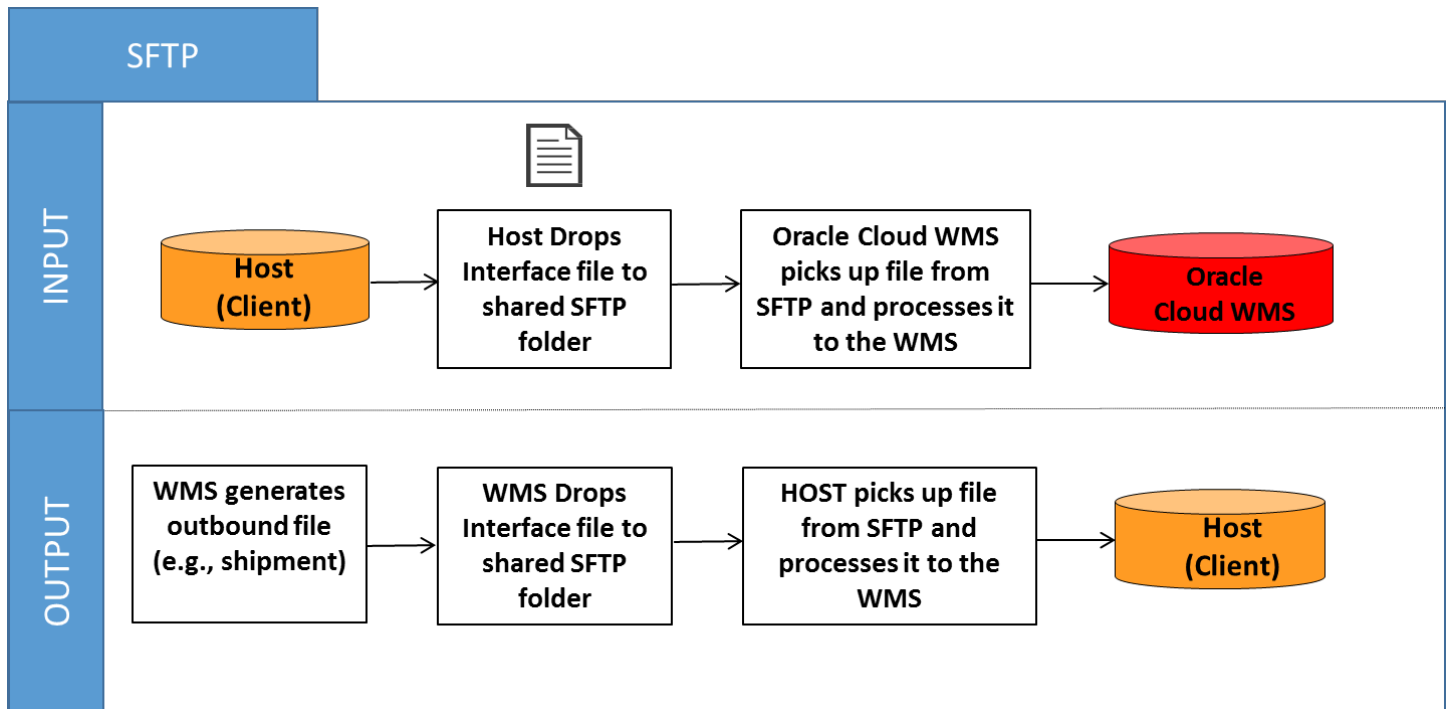 SFTP
INPUT
Host
(Client)
Host Drops
Interface file to
shared SFTP
folder
Oracle Cloud WMS
picks up file from
SFTP and processes it
to the WMS
Oracle
Cloud WMS
OUTPUT
WMS generates
outbound file
(e.g., shipment)
WMS Drops
Interface file to
shared SFTP
folder
HOST picks up file
from SFTP and
processes it to the
WMS
Host
(Client)